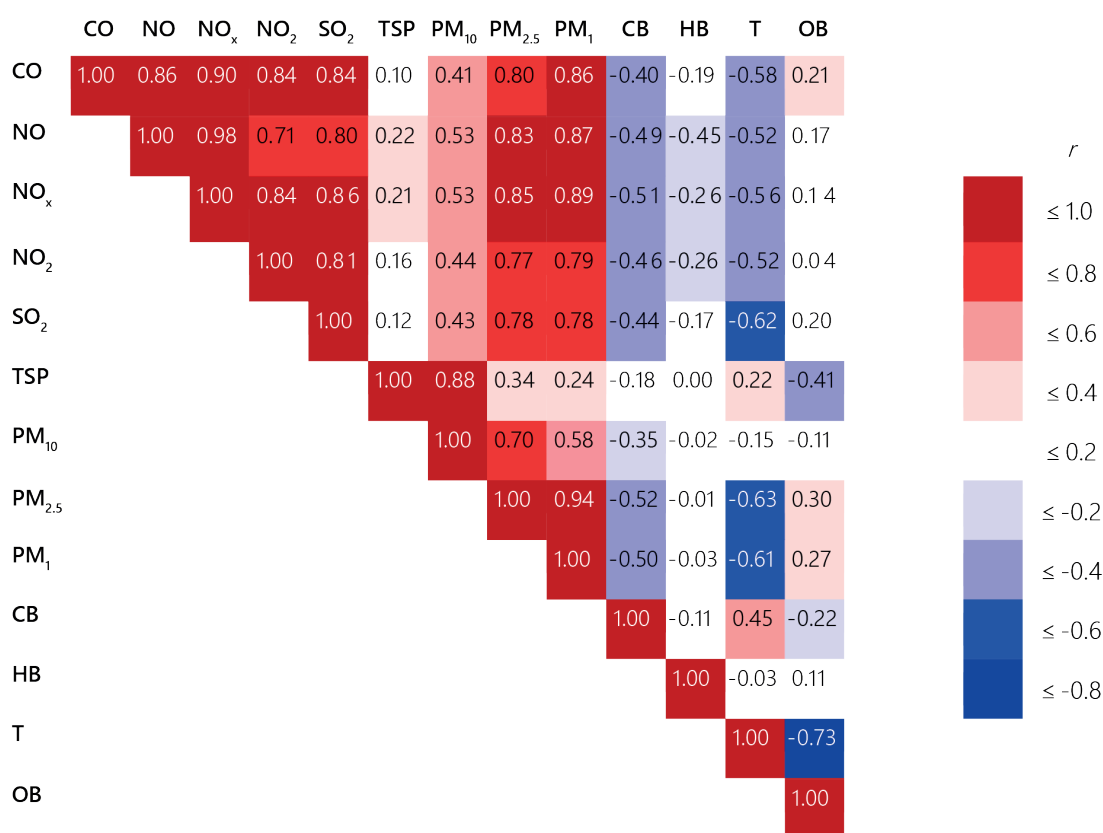 CO NO NOx NO2 SO2 TSP PM10 PM2.5 PM1 CB HB T OB
CO 1.00 0.86 0.90 0.84 0.84 0.10 0.41 0.80 0.86 -0.40 -0.19 -0.58 0.21
NO 1.00 0.98 0.71 0.80 0.22 0.53 0.83 0.87 -0.49 -0.45 -0.52 0.17
NOx 1.00 0.84 0.86 0.21 0.53 0.85 0.89 -0.51 -0.26 -0.56 0.14
NO2 1.00 0.81 0.16 0.44 0.77 0.79 -0.46 -0.26 -0.52 0.04
SO2 1.00 0.12 0.43 0.78 0.78 -0.44 -0.17 -0.62 0.20
TSP 1.00 0.88 0.34 0.24 -0.18 0.00 0.22 -0.41
PM10 1.00 0.70 0.58 -0.35 -0.02 -0.15 -0.11
PM2.5 1.00 0.94 -0.52 -0.01 -0.63 0.30
PM1 1.00 -0.50 -0.03 -0.61 0.27
CB 1.00 -0.11 0.45 -0.22
HB 1.00 -0.03 0.11
T 1.00 -0.73
OB 1.00
r
≤ 1.0
≤ 0.8
≤ 0.6
≤ 0.4
≤ 0.2
≤ -0.2
≤ -0.4
≤ -0.6
≤ -0.8